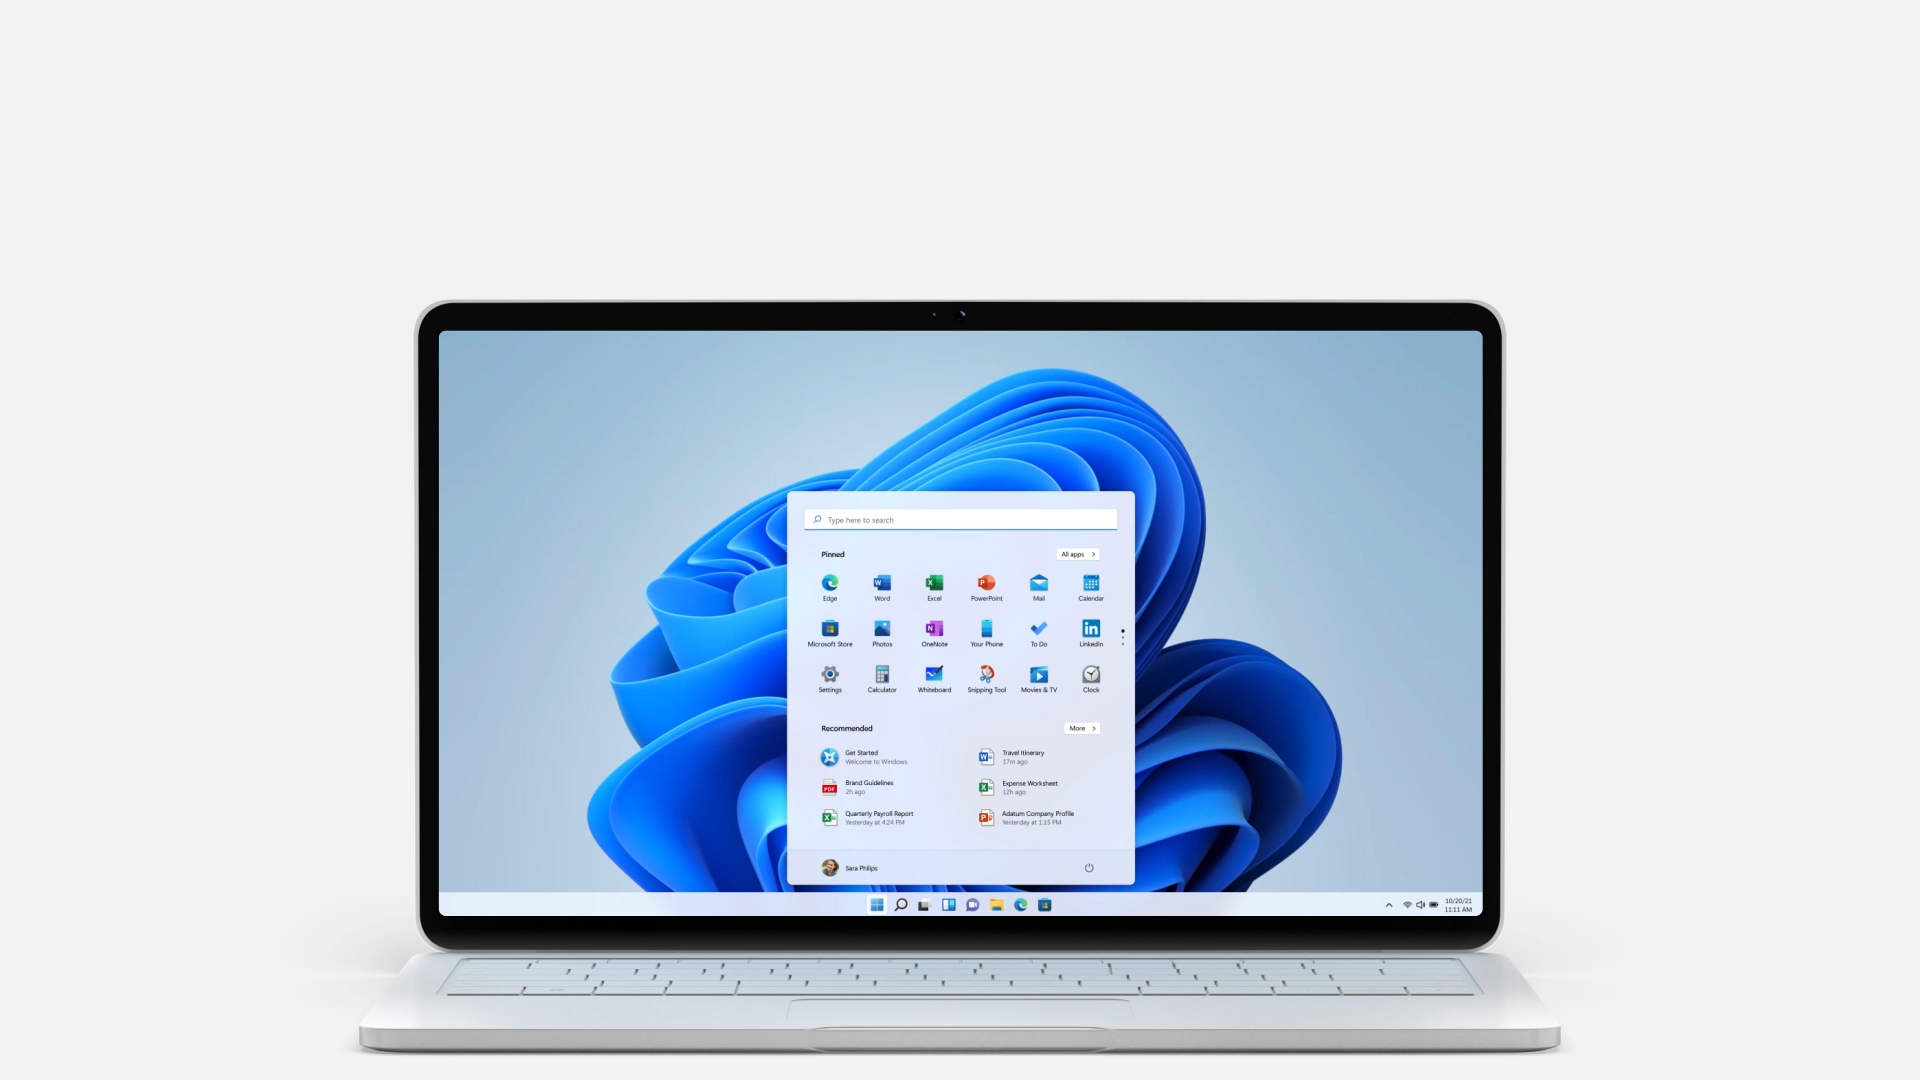 Type here to search
Pinned
All apps >
Edge
Word
Excel
PowerPoint
Mail
Calendar
Microsoft Store
Photos
OneNote
Your Phone
To Do
LinkedIn
Settings
Calculator
Whiteboard
Snipping Tool
Movies & TV
Clock
Recommended
More >
Get Started
Welcome to Windows
Travel Itinerary
17m ago
Brand Guidelines
2h ago
Expense Worksheet
12h ago
Quarterly Payroll Report
Yesterday at 4:24 PM
Adatum Company Profile
Yesterday at 1:15 PM
Sara Philips
10/20/21
11:11 AM